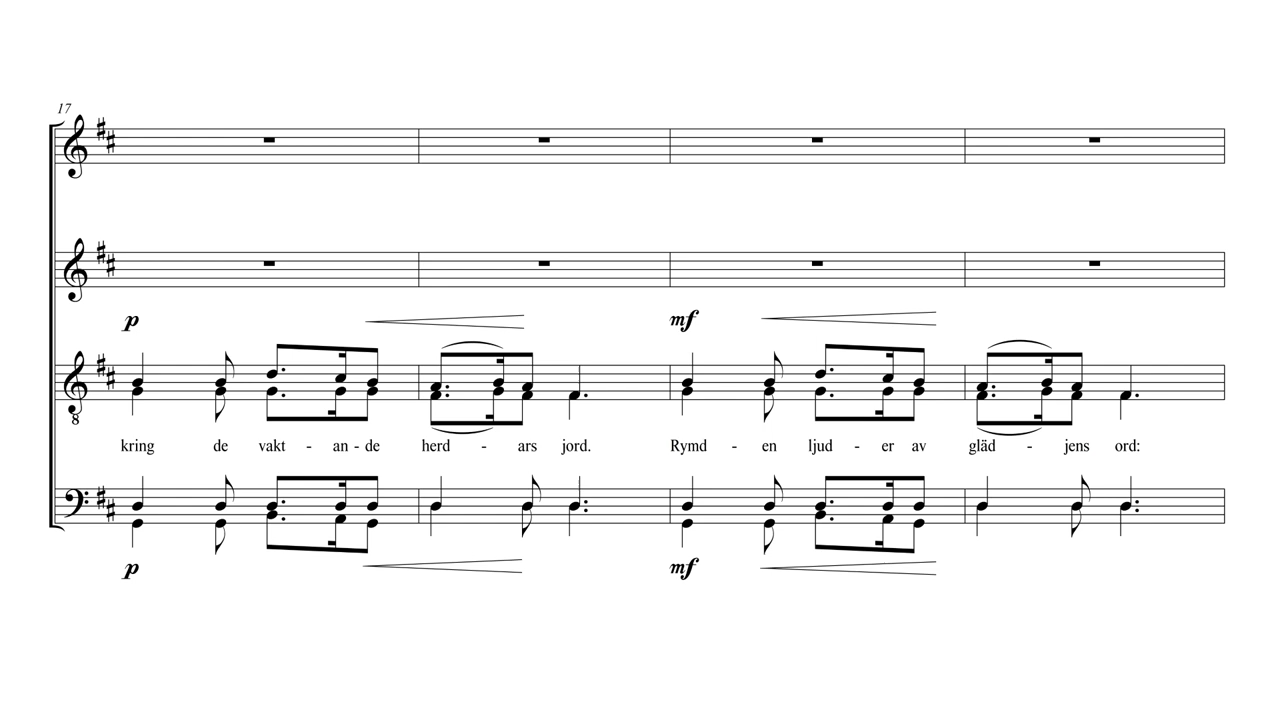 17
p
mf
8
kring de vakt - an - de herd - ars jord. Rymd - en ljud - er av gläd - jens ord:
p
mf